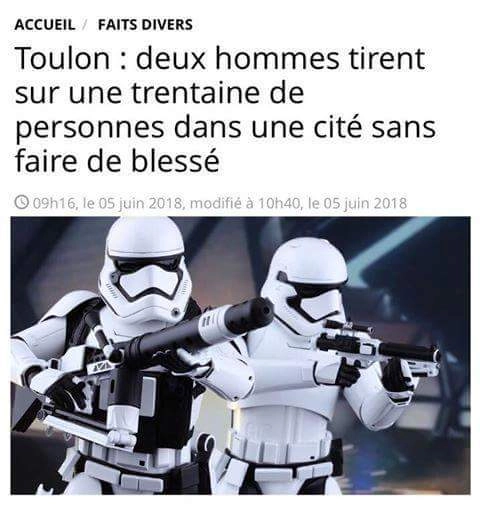 ACCUEIL / FAITS DIVERS
Toulon : deux hommes tirent
sur une trentaine de
personnes dans une cité sans
faire de blessé
09h16, le 05 juin 2018, modifié à 10h40, le 05 juin 2018